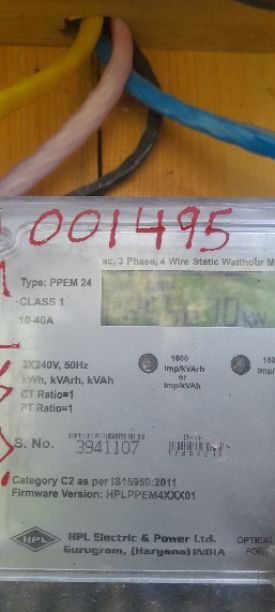 001495
ac, 3 Phase, 4 Wire Static Watthour M
Type: PPEM 24
CLASS 1
10-40A
3X240V, 50Hz
kWh, kVArh, kVAh
CT Ratio=1
PT Ratio=1
1600
imp/kVArh
or
imp/kVAh
160
S. No. 3941107
Category C2 as per IS15959:2011
Firmware Version: HPLPPEM4XXX01
HPL
HPL Electric & Power Ltd.
Gurugram, (Haryana) INDIA
OPTICAL
FOR